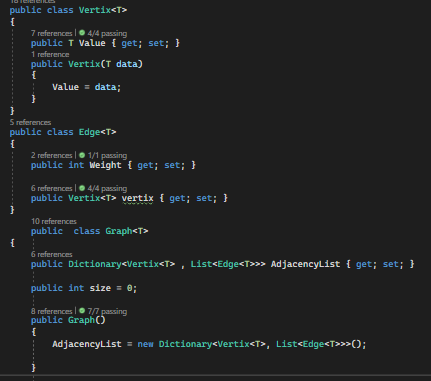 18 references
public class Vertix<T>
{
7 references | 4/4 passing
public T Value { get; set; }
1 reference
public Vertix(T data)
{
Value = data;
}
}
5 references
public class Edge<T>
{
2 references | 1/1 passing
public int Weight { get; set; }
6 references | 4/4 passing
public Vertix<T> vertix { get; set; }
}
10 references
public  class Graph<T>
{
6 references
public Dictionary<Vertix<T> , List<Edge<T>>> AdjacencyList { get; set; }
public int size = 0;
8 references | 7/7 passing
public Graph()
{
AdjacencyList = new Dictionary<Vertix<T>, List<Edge<T>>>();
}